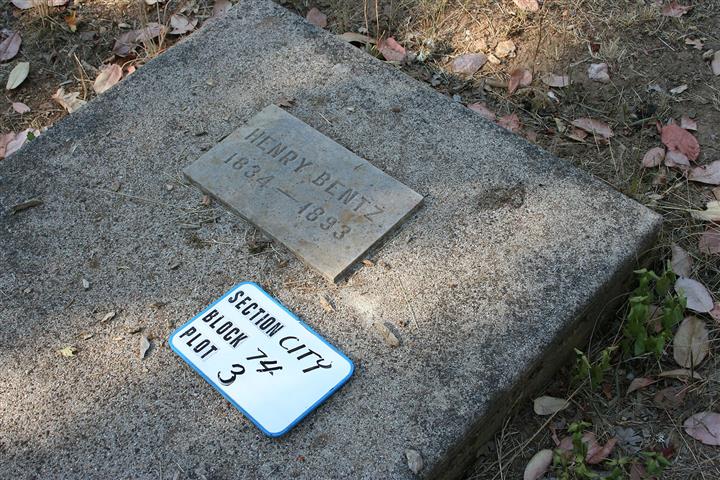 HENRY BENTZ
1834—1893
SECTION CITY
BLOCK 74
PLOT 3